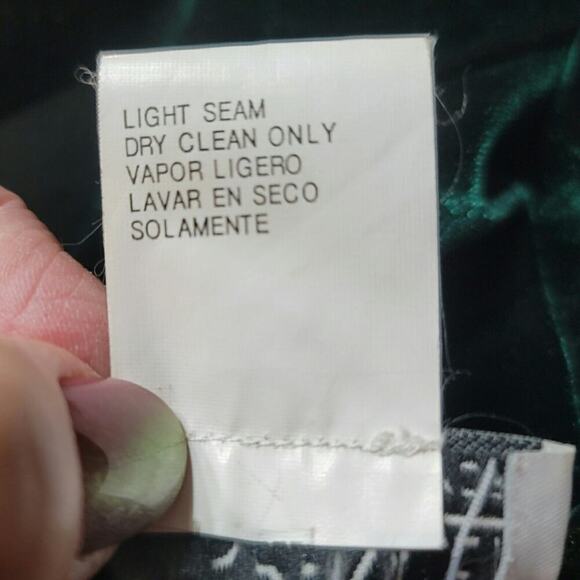 LIGHT SEAM
DRY CLEAN ONLY
VAPOR LIGERO
LAVAR EN SECO
SOLAMENTE